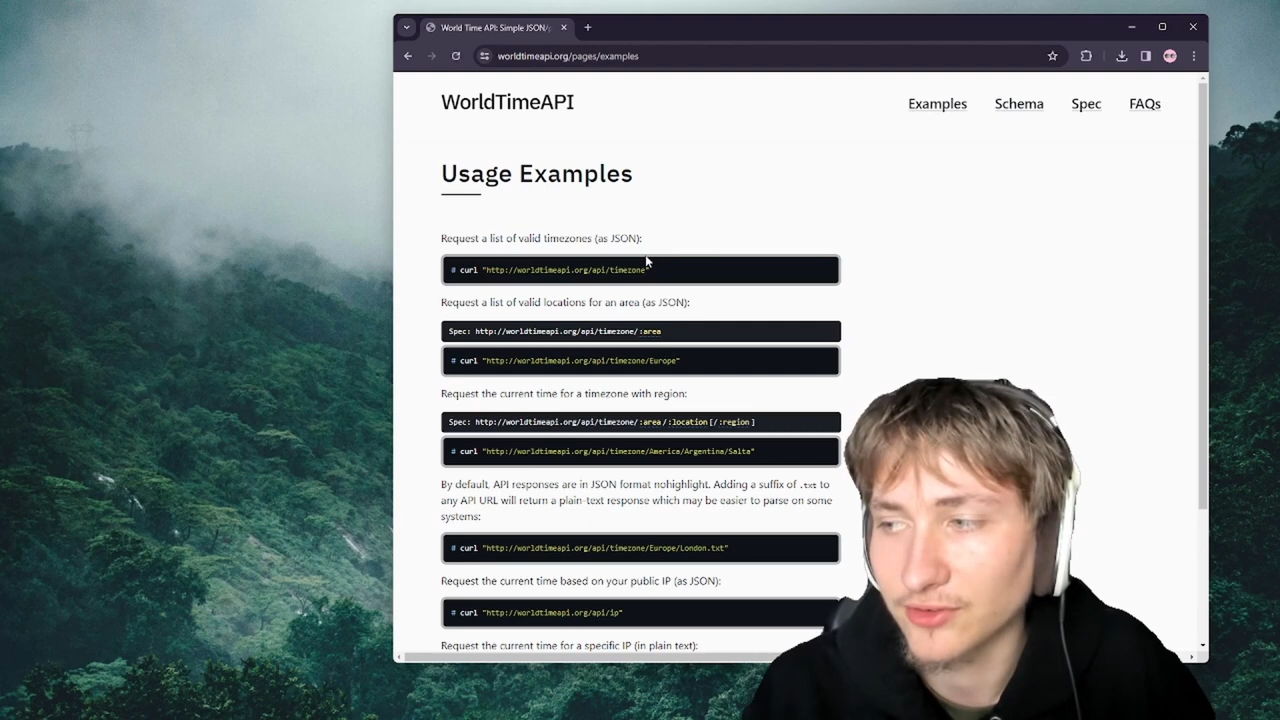 World Time API: Simple JSON/
worldtimeapi.org/pages/examples
WorldTimeAPI
Examples
Schema
Spec
FAQs
Usage Examples
Request a list of valid timezones (as JSON):
# curl "http://worldtimeapi.org/api/timezone"
Request a list of valid locations for an area (as JSON):
Spec: http://worldtimeapi.org/api/timezone/:area
# curl "http://worldtimeapi.org/api/timezone/Europe"
Request the current time for a timezone with region:
Spec: http://worldtimeapi.org/api/timezone/:area/:location[/:region]
# curl "http://worldtimeapi.org/api/timezone/America/Argentina/Salta"
By default, API responses are in JSON format nohighlight. Adding a suffix of .txt to
any API URL will return a plain-text response which may be easier to parse on some
systems:
# curl "http://worldtimeapi.org/api/timezone/Europe/London.txt"
Request the current time based on your public IP (as JSON):
# curl "http://worldtimeapi.org/api/ip"
Request the current time for a specific IP (in plain text):